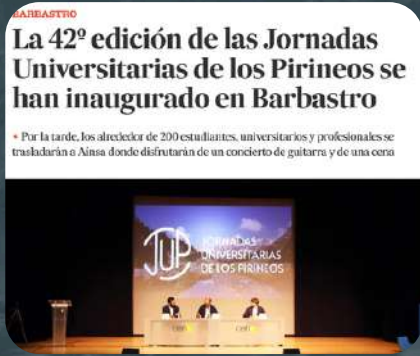 BARBASTRO
La 42ª edición de las Jornadas
Universitarias de los Pirineos se
han inaugurado en Barbastro
• Por la tarde, los alrededor de 200 estudiantes, universitarios y profesionales se
trasladarán a Aínsa donde disfrutarán de un concierto de guitarra y de una cena
JUP JORNADAS
UNIVERSITARIAS
DE LOS PIRINEOS